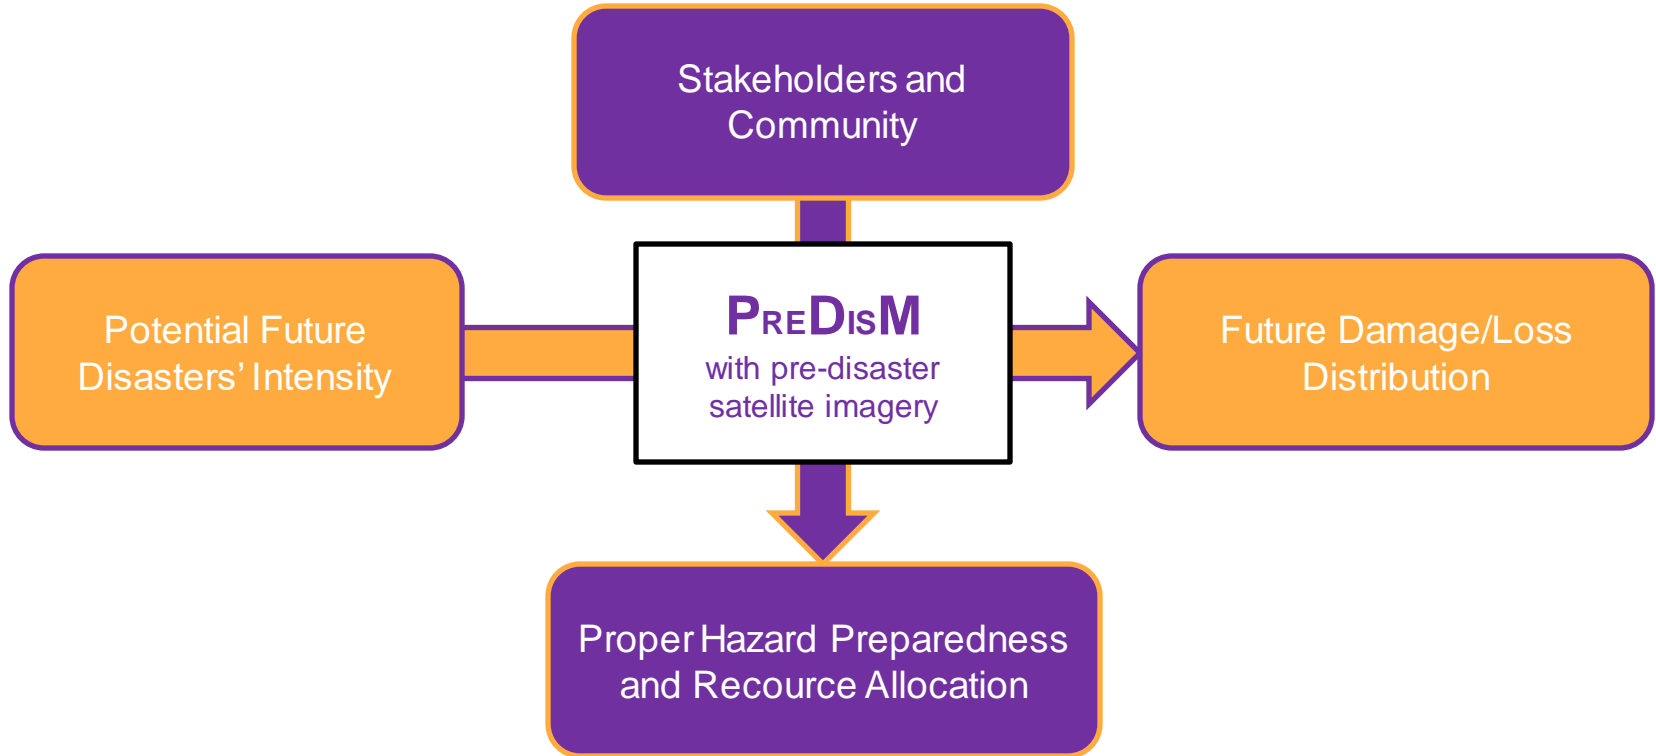 Stakeholders and
Community
Potential Future
Disasters’ Intensity
PREDISM
with pre-disaster
satellite imagery
Future Damage/Loss
Distribution
Proper Hazard Preparedness
and Recource Allocation